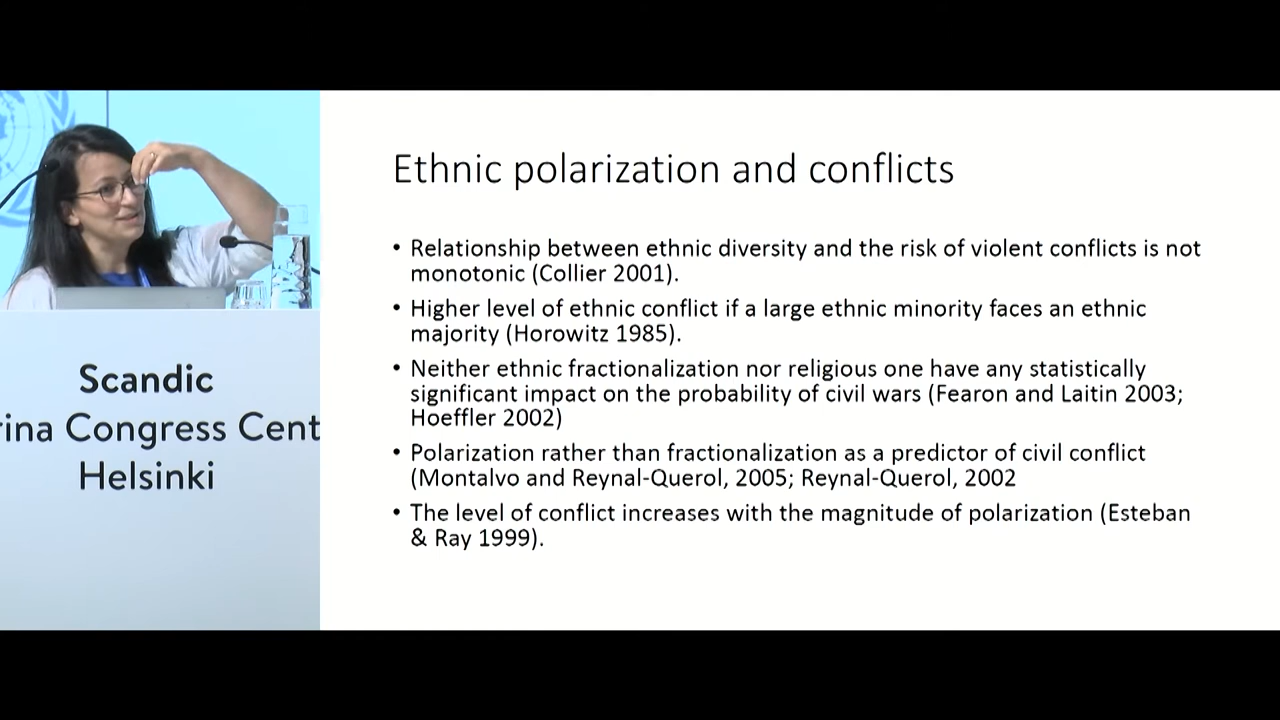 Ethnic polarization and conflicts
• Relationship between ethnic diversity and the risk of violent conflicts is not
monotonic (Collier 2001).
• Higher level of ethnic conflict if a large ethnic minority faces an ethnic
majority (Horowitz 1985).
• Neither ethnic fractionalization nor religious one have any statistically
significant impact on the probability of civil wars (Fearon and Laitin 2003;
Hoeffler 2002)
• Polarization rather than fractionalization as a predictor of civil conflict
(Montalvo and Reynal-Querol, 2005; Reynal-Querol, 2002
• The level of conflict increases with the magnitude of polarization (Esteban
& Ray 1999).
Scandic
rina Congress Cent
Helsinki